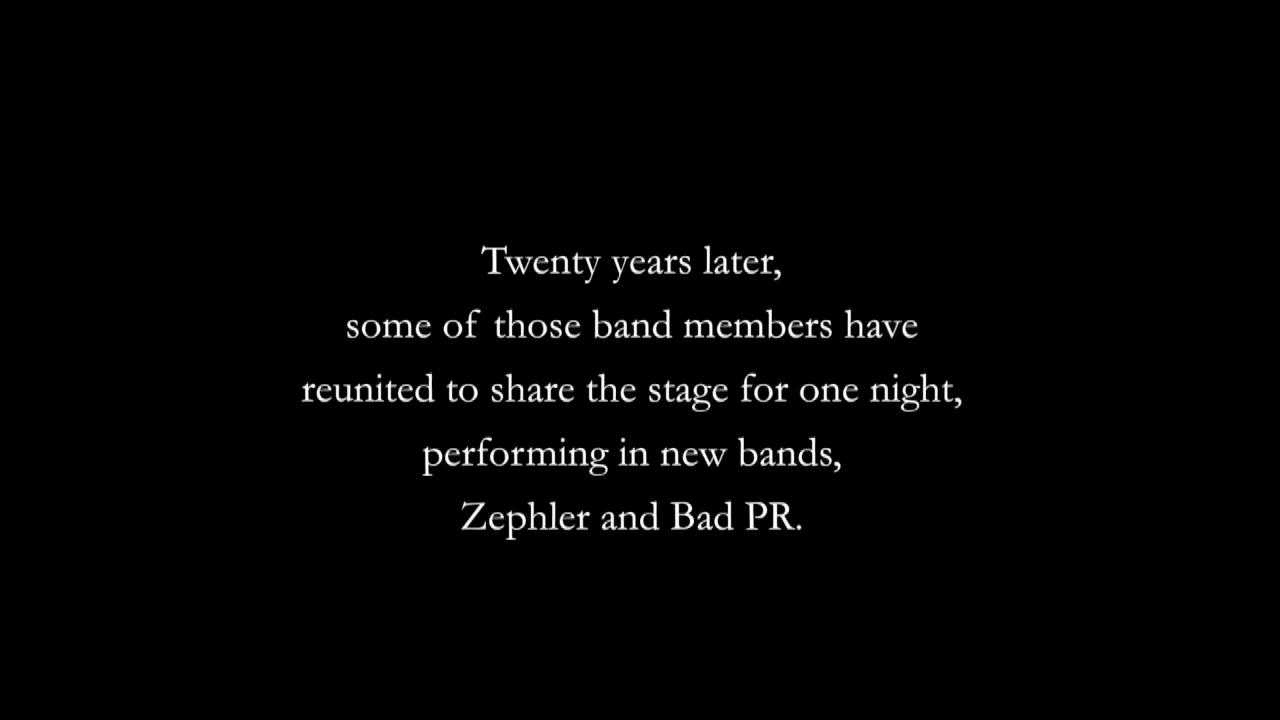 Twenty years later,
some of those band members have
reunited to share the stage for one night,
performing in new bands,
Zephler and Bad PR.